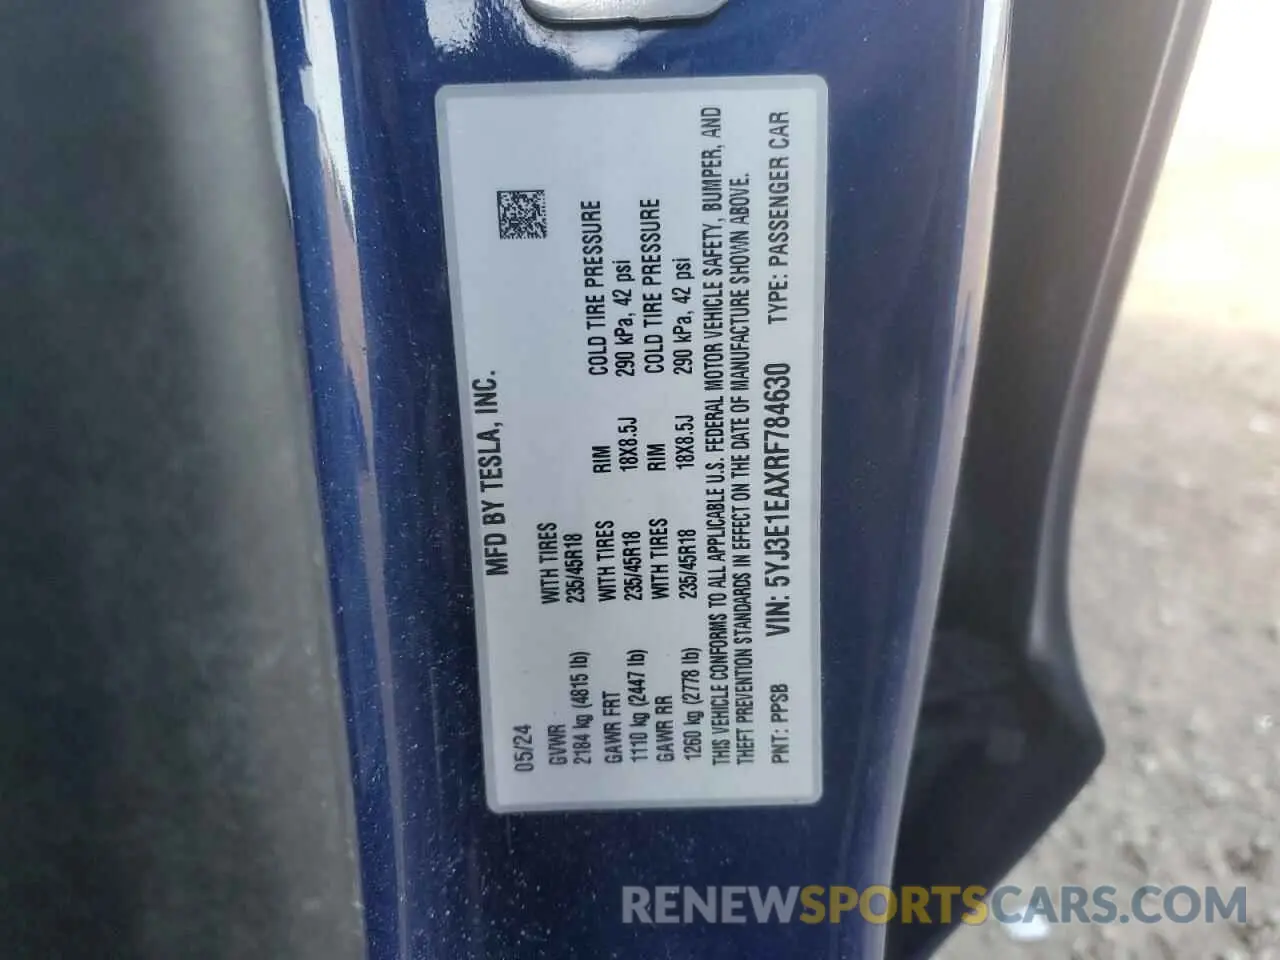 MFD BY TESLA, INC.
05/24
GVWR WITH TIRES
2184 kg (4815 lb) 235/45R18
GAWR FRT WITH TIRES RIM COLD TIRE PRESSURE
1110 kg (2447 lb) 235/45R18 18X8.5J 290 kPa, 42 psi
GAWR RR WITH TIRES RIM COLD TIRE PRESSURE
1260 kg (2778 lb) 235/45R18 18X8.5J 290 kPa, 42 psi
THIS VEHICLE CONFORMS TO ALL APPLICABLE U.S. FEDERAL MOTOR VEHICLE SAFETY, BUMPER, AND
THEFT PREVENTION STANDARDS IN EFFECT ON THE DATE OF MANUFACTURE SHOWN ABOVE.
PNT: PPSB VIN: 5YJ3E1EAXRF784630 TYPE: PASSENGER CAR
RENEWSPORTSCARS.COM